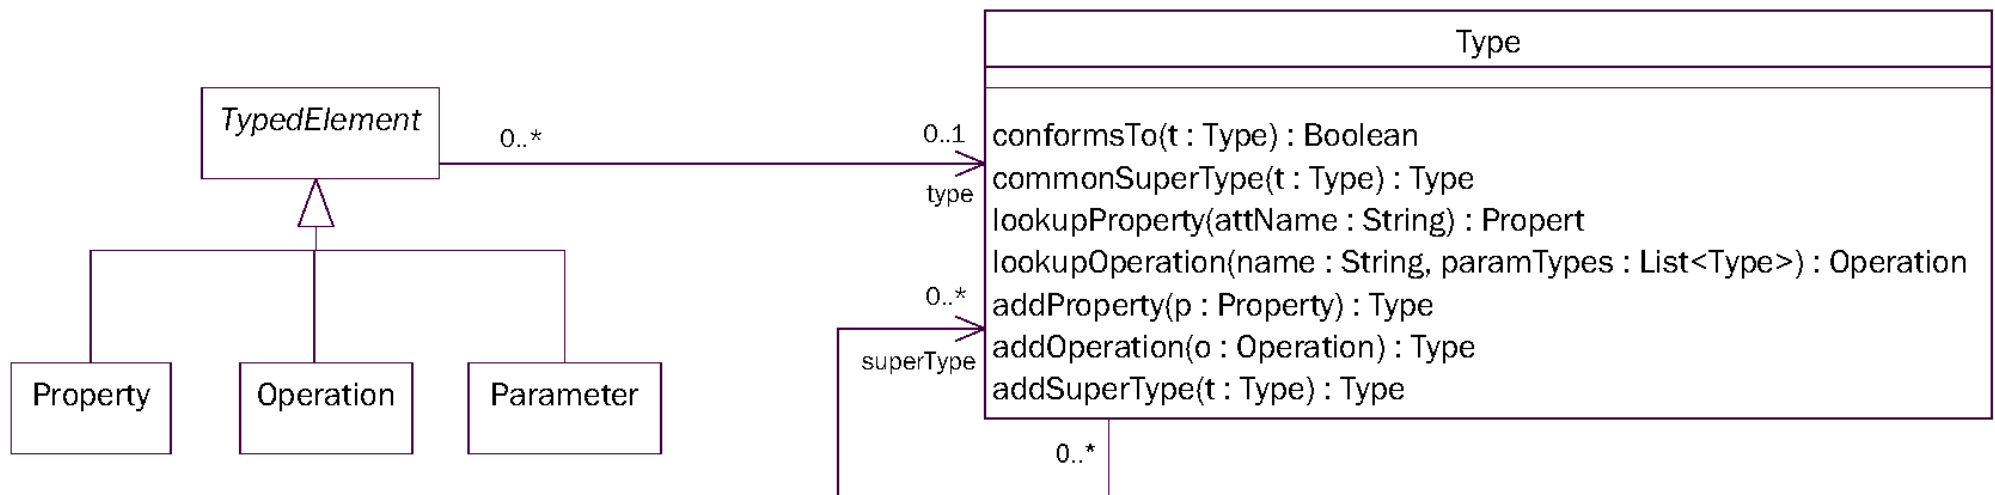 Type
TypedElement
0..*
0..1
type
conformsTo(t : Type) : Boolean
commonSuperType(t : Type) : Type
lookupProperty(attName : String) : Propert
lookupOperation(name : String, paramTypes : List<Type>) : Operation
addProperty(p : Property) : Type
addOperation(o : Operation) : Type
addSuperType(t : Type) : Type
0..*
superType
Property
Operation
Parameter
0..*